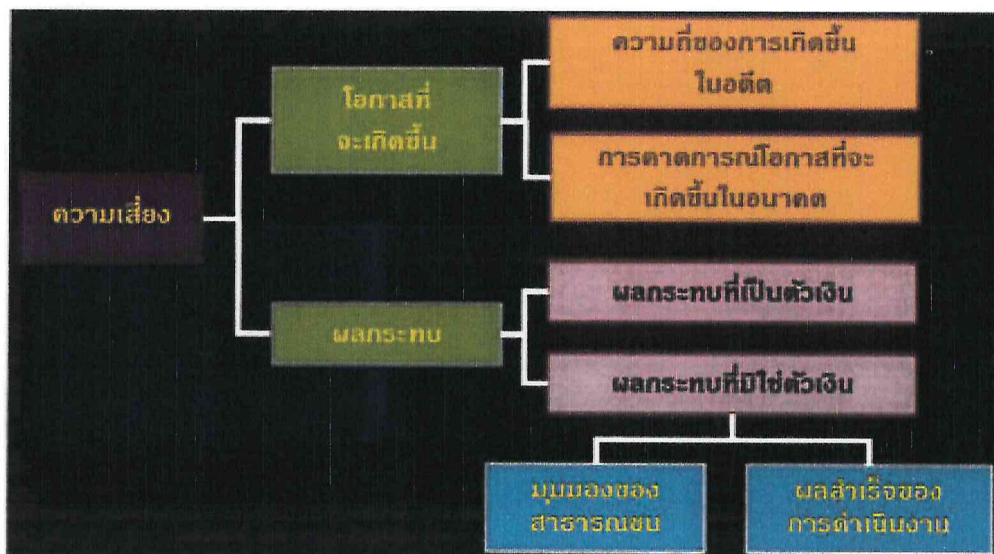 ความถี่ของการเกิดขึ้น
ในอดีต
โอกาสที่
จะเกิดขึ้น
การคาดการณ์โอกาสที่จะ
เกิดขึ้นในอนาคต
ความเสี่ยง
ผลกระทบที่เป็นตัวเงิน
ผลกระทบ
ผลกระทบที่มิใช่ตัวเงิน
มุมมองของ
สาธารณชน
ผลสำเร็จของ
การดำเนินงาน